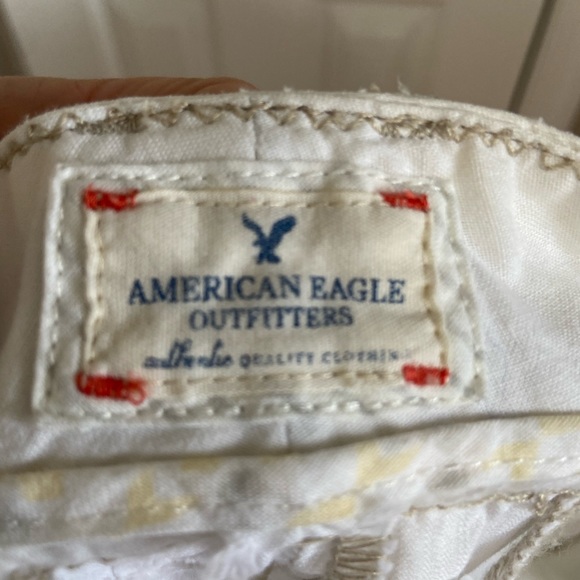 AMERICAN EAGLE
OUTFITTERS
authentic QUALITY CLOTHING